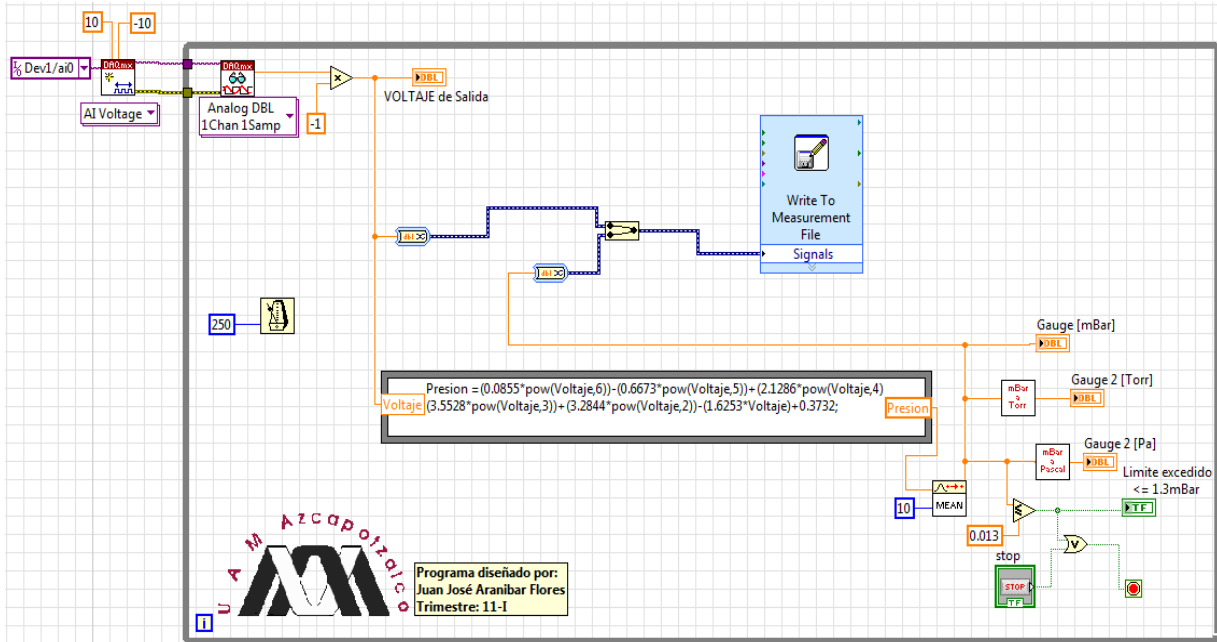 10
-10
Dev1/ai0
DAQmx
DAQmx
AI Voltage
Analog DBL
1Chan 1Samp
-1
DBL
VOLTAJE de Salida
Write To
Measurement
File
Signals
250
Gauge [mBar]
DBL
Presion =(0.0855*pow(Voltaje,6))-(0.6673*pow(Voltaje,5))+(2.1286*pow(Voltaje,4)
(3.5528*pow(Voltaje,3))+(3.2844*pow(Voltaje,2))-(1.6253*Voltaje)+0.3732;
Voltaje
Presion
mBar
a
Torr
Gauge 2 [Torr]
DBL
mBar
a
Pascal
Gauge 2 [Pa]
DBL
Limite excedido
<= 1.3mBar
TF
10
MEAN
0.013
stop
STOP
TF
UAM Azcapotzalco
Programa diseñado por:
Juan José Aranibar Flores
Trimestre: 11-I
i